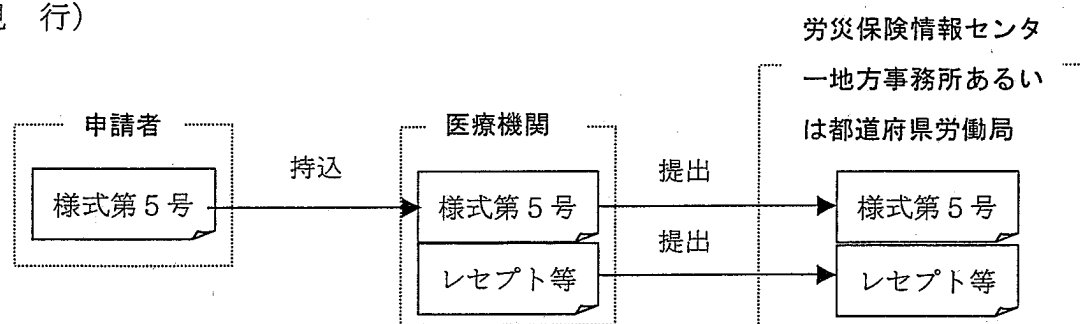 行）
労災保険情報センタ
ー地方事務所あるい
は都道府県労働局
申請者
医療機関
持込
提出
様式第５号
様式第５号
様式第５号
提出
レセプト等
レセプト等